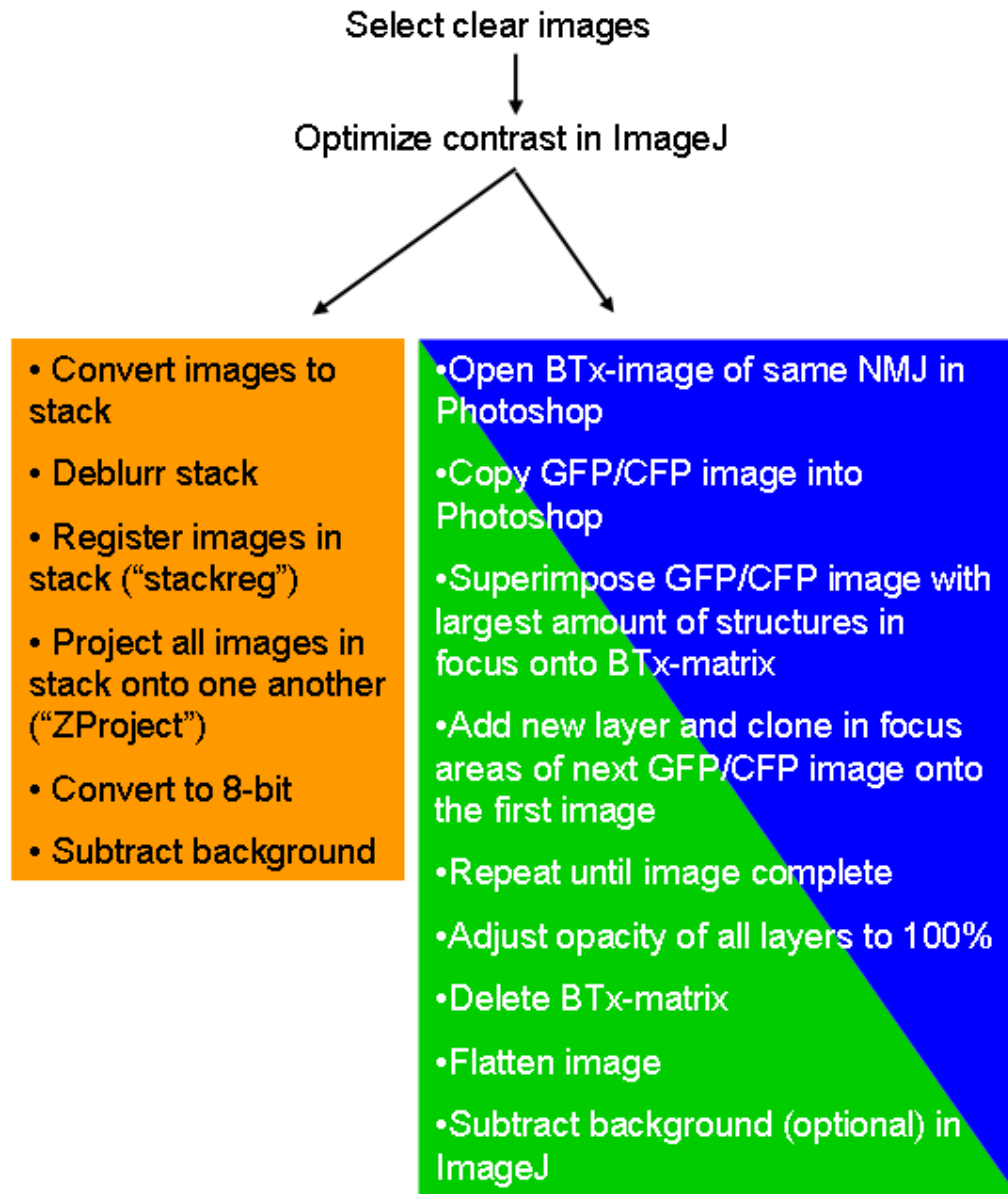 Select clear images
Optimize contrast in ImageJ
• Convert images to
stack
• Deblurr stack
• Register images in
stack (“stackreg”)
• Project all images in
stack onto one another
(“ZProject”)
• Convert to 8-bit
• Subtract background
•Open BTx-image of same NMJ in
Photoshop
•Copy GFP/CFP image into
Photoshop
•Superimpose GFP/CFP image with
largest amount of structures in
focus onto BTx-matrix
•Add new layer and clone in focus
areas of next GFP/CFP image onto
the first image
•Repeat until image complete
•Adjust opacity of all layers to 100%
•Delete BTx-matrix
•Flatten image
•Subtract background (optional) in
ImageJ